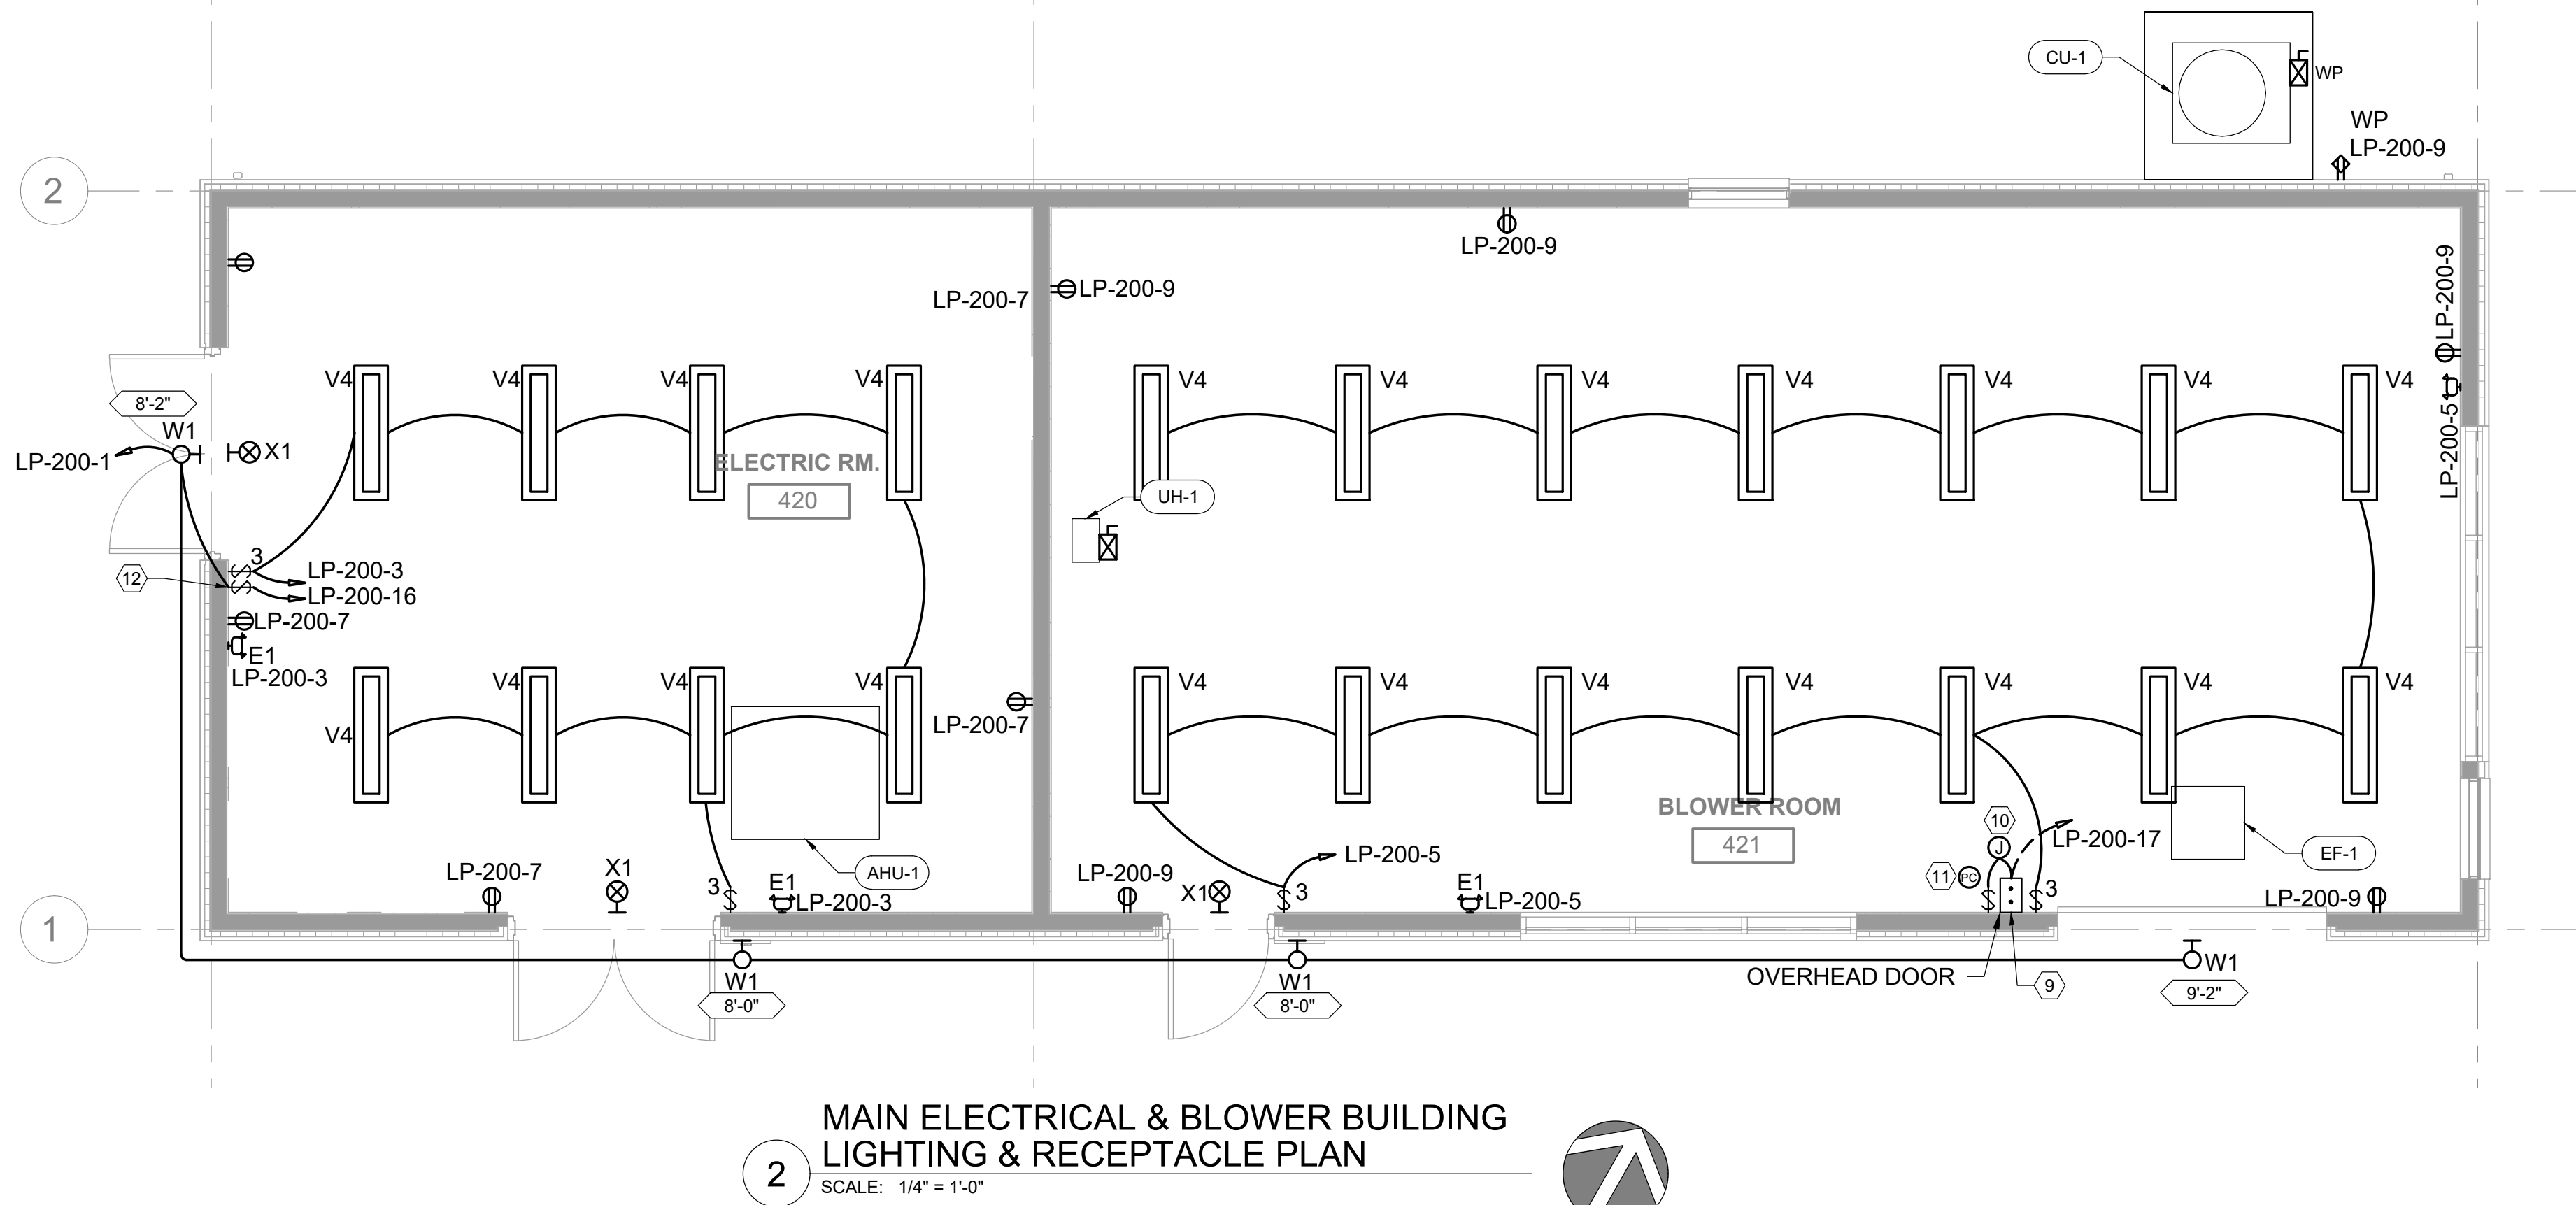 CU-1
WP
WP
LP-200-9
2
LP-200-9
LP-200-7
LP-200-9
LP-200-9
V4 V4 V4 V4 V4 V4 V4 V4 V4 V4 V4
8'-2"
W1
LP-200-1
X1
ELECTRIC RM.
420
UH-1
LP-200-5
3
LP-200-3
12
LP-200-16
LP-200-7
E1
LP-200-3
V4 V4 V4 V4 V4 V4 V4 V4 V4 V4
V4
LP-200-7
BLOWER ROOM
421
10
J
LP-200-17
EF-1
LP-200-7
X1
AHU-1
3
E1
LP-200-3
LP-200-9
X1
LP-200-5
3
E1
LP-200-5
11
PC
3
LP-200-9
1
W1
8'-0"
W1
8'-0"
OVERHEAD DOOR
9
W1
9'-2"
MAIN ELECTRICAL & BLOWER BUILDING
LIGHTING & RECEPTACLE PLAN
2
SCALE: 1/4" = 1'-0"